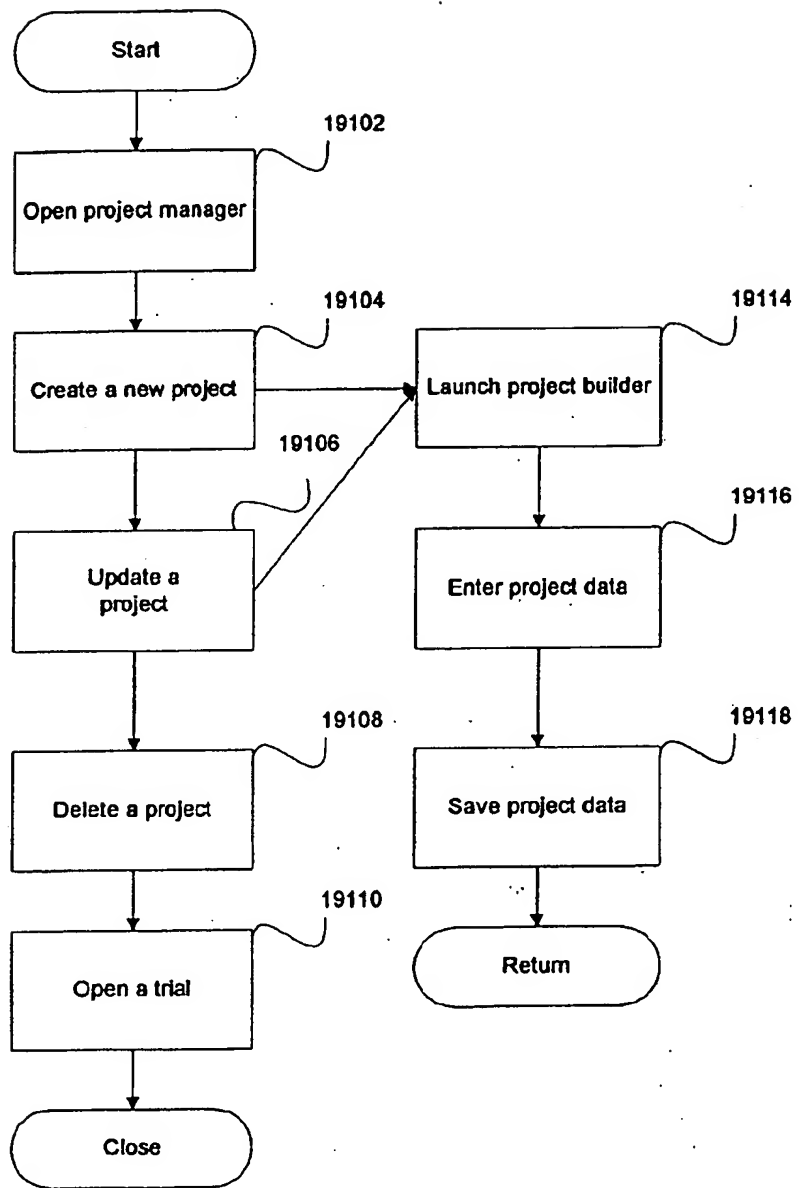 Start
19102
Open project manager
19104
Create a new project
19114
Launch project builder
19106
Update a
project
19116
Enter project data
19108
Delete a project
19118
Save project data
19110
Open a trial
Return
Close